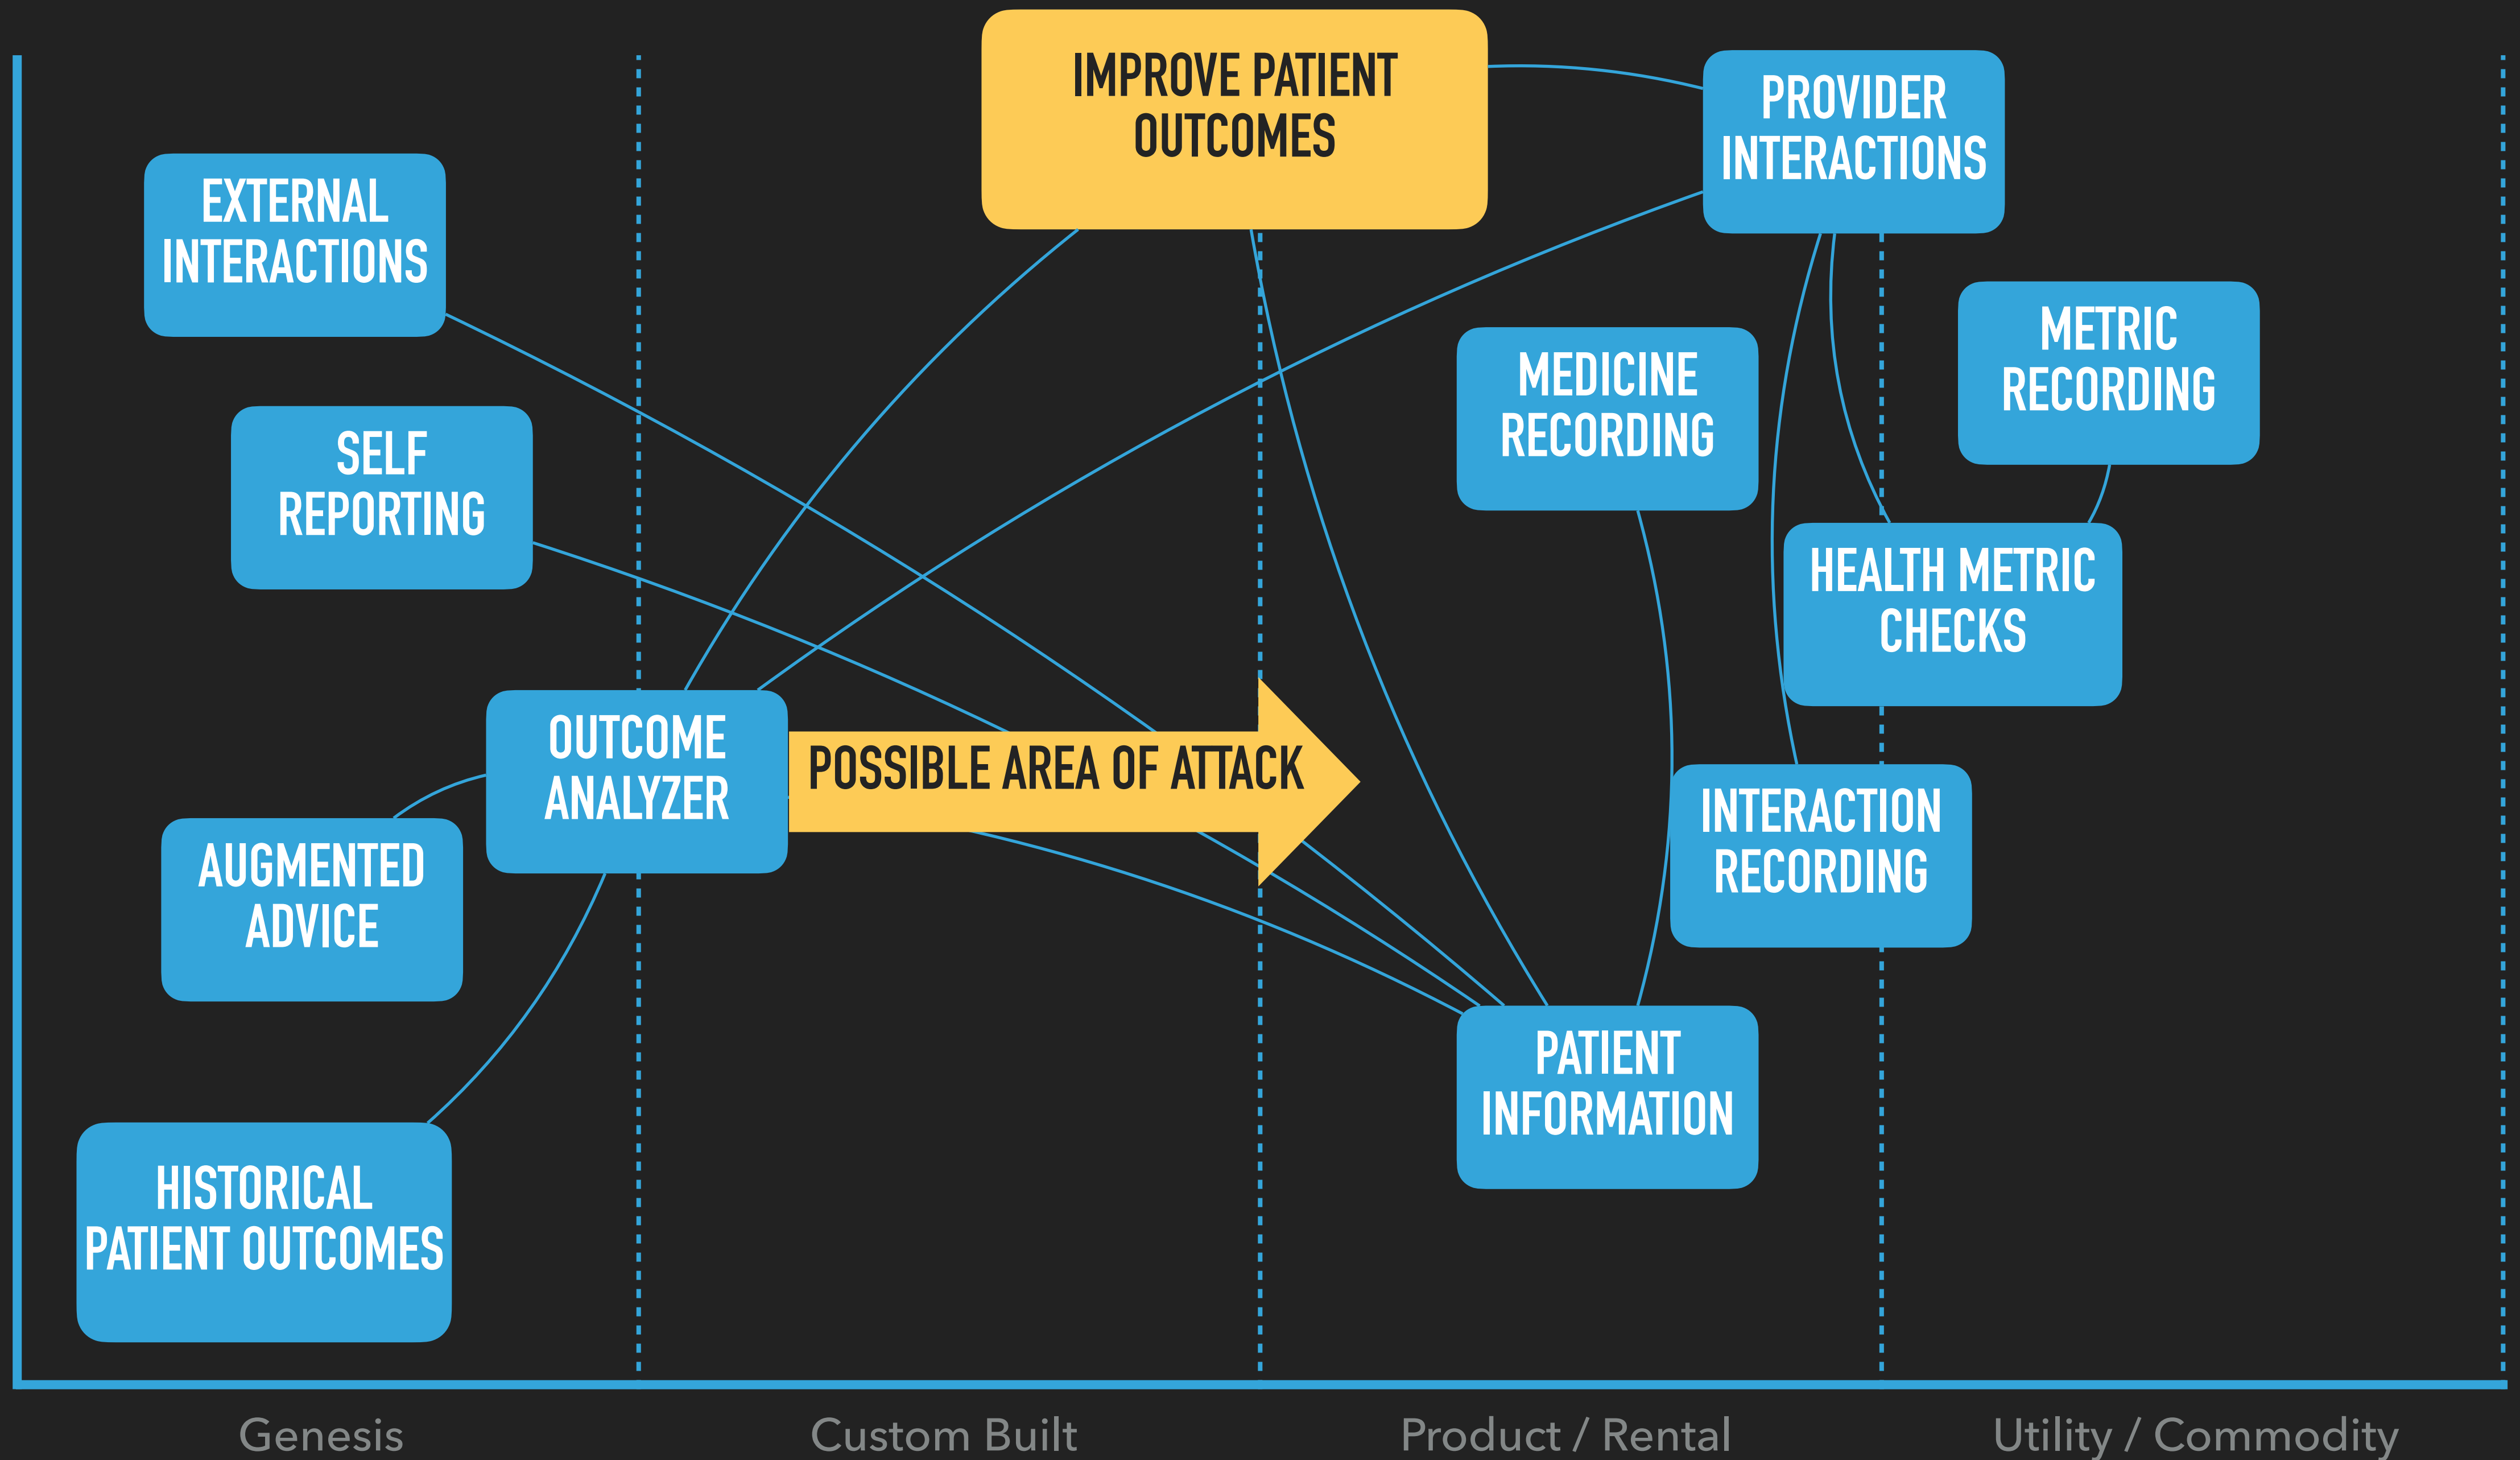 IMPROVE PATIENT
OUTCOMES
PROVIDER
INTERACTIONS
EXTERNAL
INTERACTIONS
METRIC
RECORDING
MEDICINE
RECORDING
SELF
REPORTING
HEALTH METRIC
CHECKS
OUTCOME
ANALYZER
POSSIBLE AREA OF ATTACK
INTERACTION
RECORDING
AUGMENTED
ADVICE
PATIENT
INFORMATION
HISTORICAL
PATIENT OUTCOMES
Genesis
Custom Built
Product / Rental
Utility / Commodity